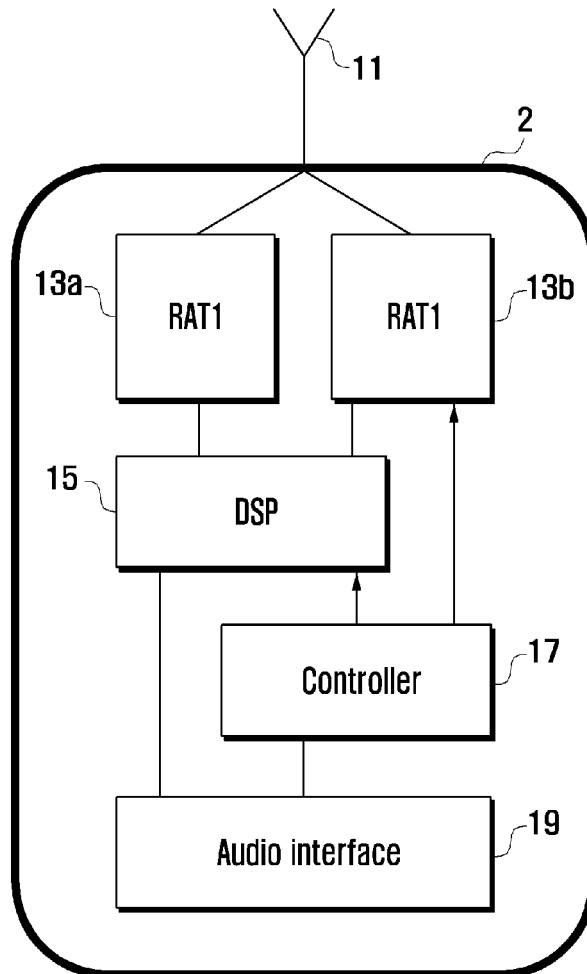 11
2
13a
RAT1
RAT1
13b
15
DSP
Controller
17
Audio interface
19